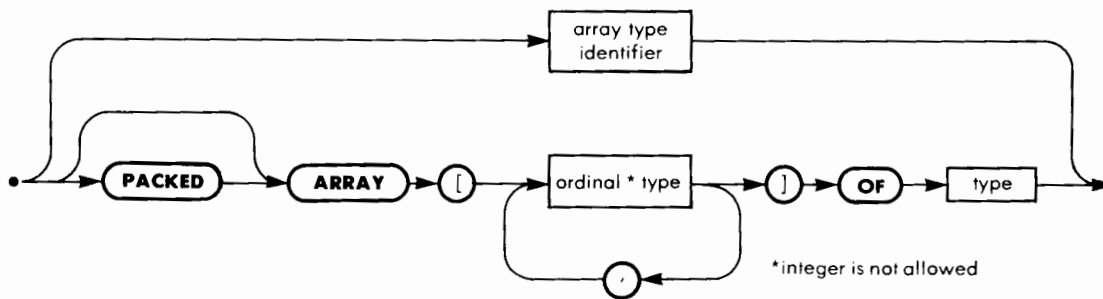 array type
identifier
PACKED ARRAY [ ordinal * type ] OF type
,
*integer is not allowed